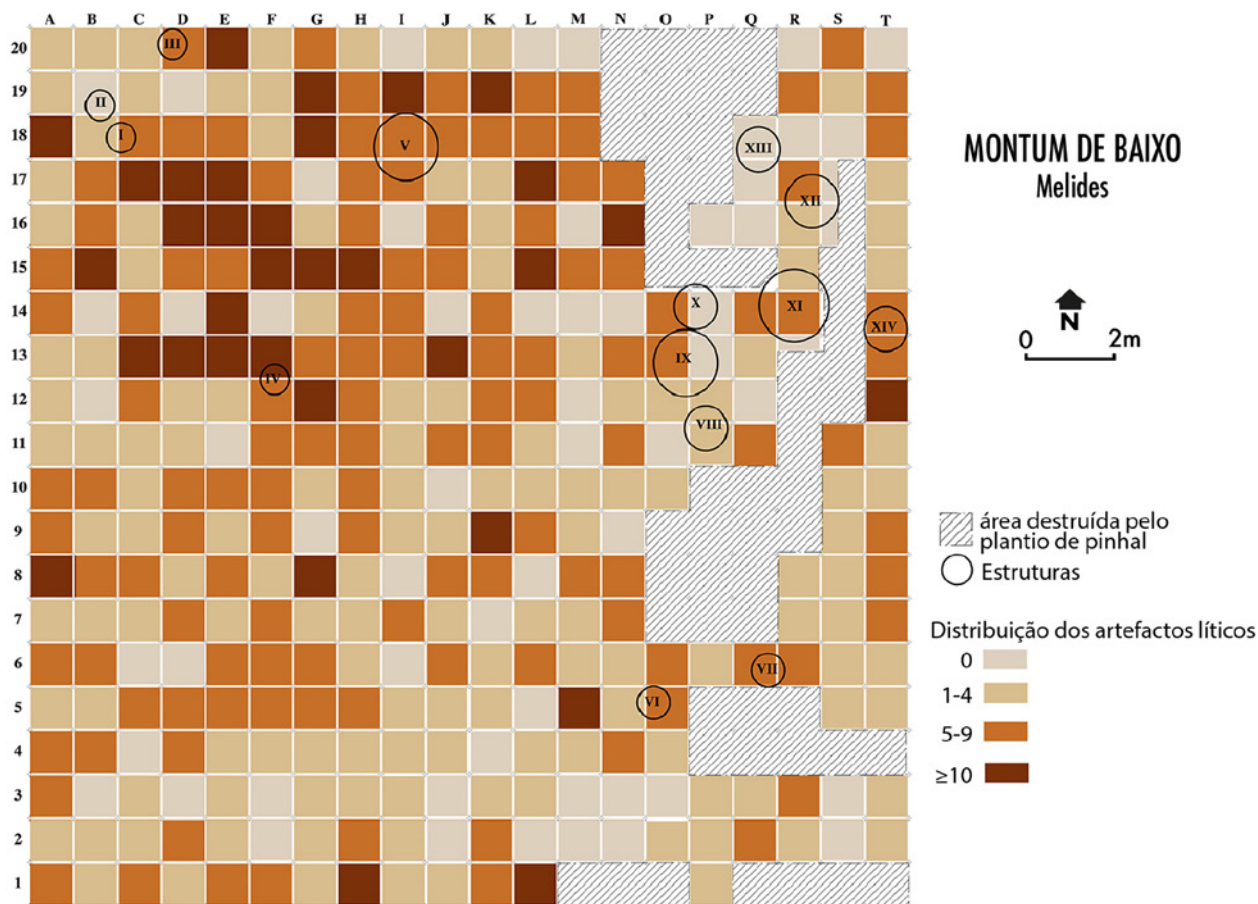 A B C D E F G H I J K L M N O P Q R S T
20
19
18
17
16
15
14
13
12
11
10
9
8
7
6
5
4
3
2
1
III
II
I
V
XIII
XII
X
XI
XIV
IX
IV
VIII
VII
VI
MONTUM DE BAIXO
Melides
N
0 2m
área destruída pelo
plantio de pinhal
Estruturas
Distribuição dos artefactos líticos
0
1-4
5-9
≥10